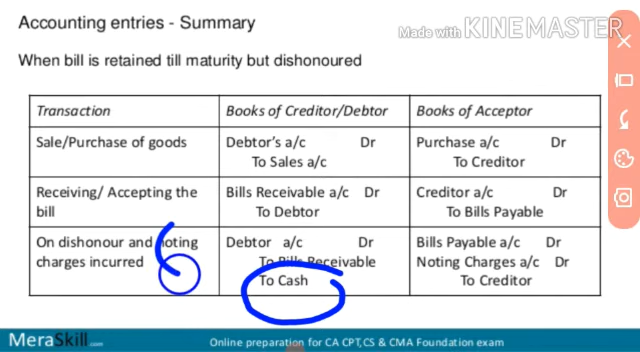 Accounting entries - Summary
Made with KINEMASTER
When bill is retained till maturity but dishonoured
Transaction Books of Creditor/Debtor Books of Acceptor
Sale/Purchase of goods Debtor's a/c Dr Purchase a/c Dr
To Sales a/c To Creditor
Receiving/ Accepting the Bills Receivable a/c Dr Creditor a/c Dr
bill To Debtor To Bills Payable
On dishonour and noting Debtor a/c Dr Bills Payable a/c Dr
charges incurred To Bills Receivable Noting Charges a/c Dr
To Cash To Creditor
MeraSkill.com Online preparation for CA CPT,CS & CMA Foundation exam